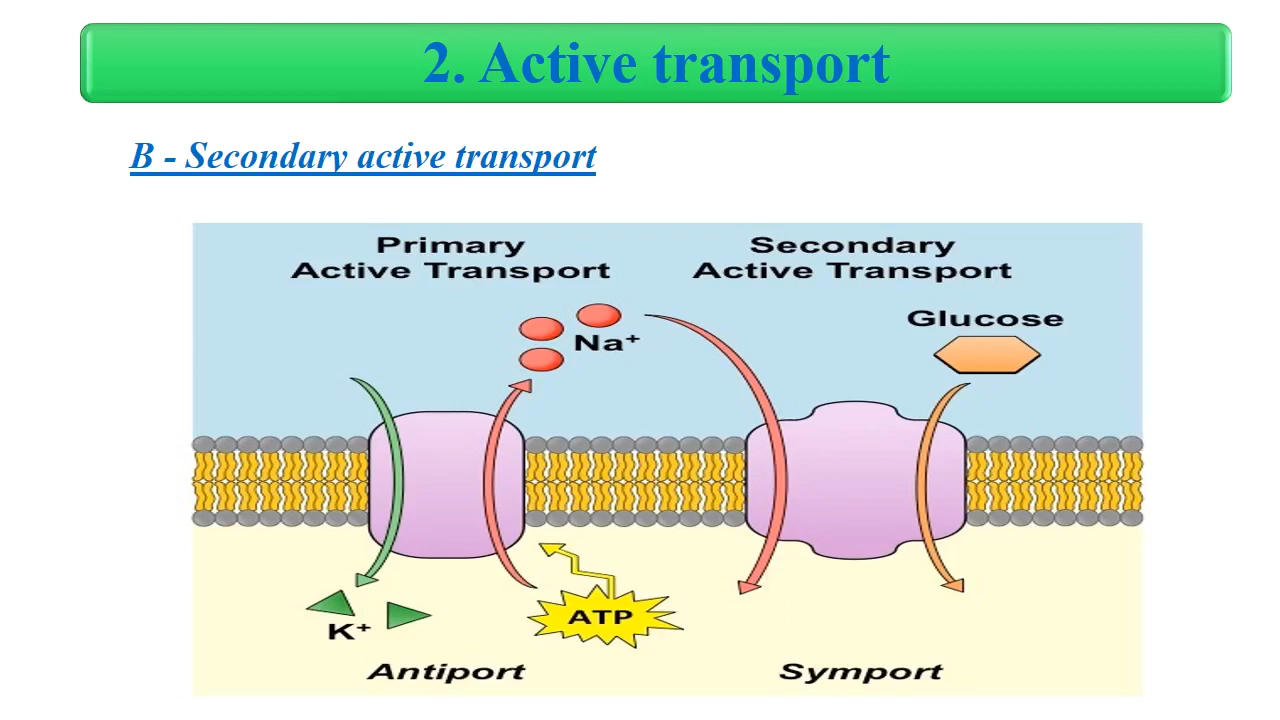 2. Active transport
B - Secondary active transport
Primary
Active Transport
Secondary
Active Transport
Glucose
Na⁺
ATP
K⁺
Antiport
Symport